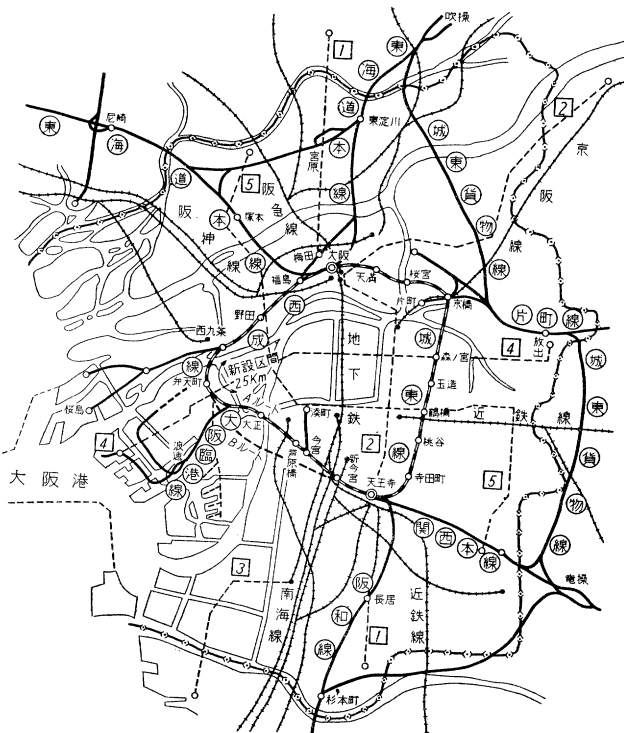 吹操
東海道本線
1
尼崎
東海道本線
東淀川
宮原
2
5
城東貨物線
京阪線
阪急線
阪神線
塚本
梅田
大阪
天満
桜宮
福島
片町
京橋
片町線
放出
西九条
野田
西成線
地下鉄
城東線
4
森ノ宮
新設区間
2.5Km
弁天町
玉造
桜島
Aルート
Bルート
大正
湊町
鶴橋
近鉄線
城東貨物線
4
浪速
大阪臨港線
芦原橋
今宮
新今宮
2
桃谷
大阪港
天王寺
寺田町
5
関西本線
3
阪和線
長居
竜操
南海線
近鉄線
1
杉本町